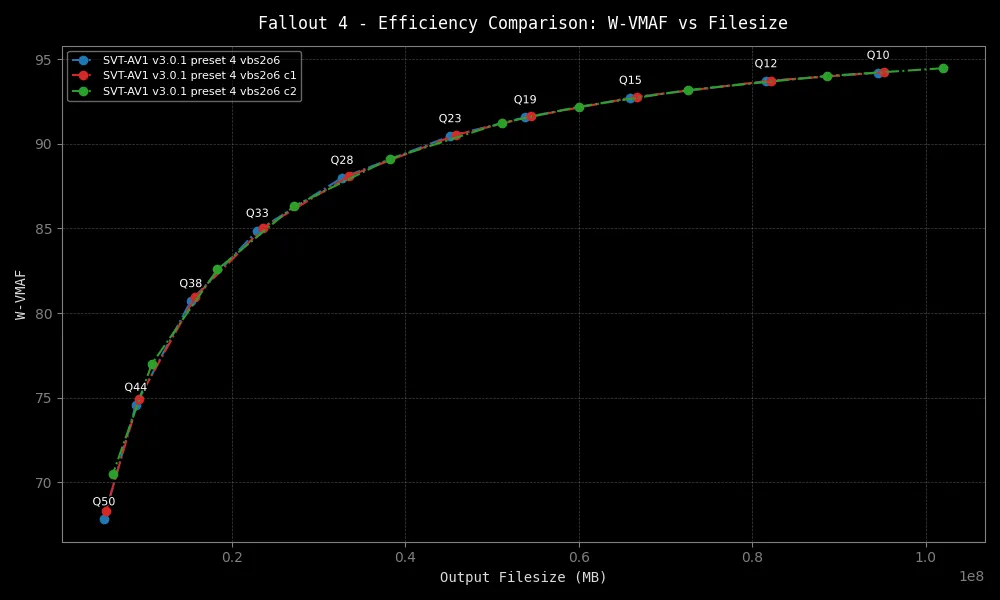 Fallout 4 - Efficiency Comparison: W-VMAF vs Filesize
SVT-AV1 v3.0.1 preset 4 vbs2o6
SVT-AV1 v3.0.1 preset 4 vbs2o6 c1
SVT-AV1 v3.0.1 preset 4 vbs2o6 c2
95
90
85
80
75
70
W-VMAF
Q10
Q12
Q15
Q19
Q23
Q28
Q33
Q38
Q44
Q50
0.2
0.4
0.6
0.8
1.0
1e8
Output Filesize (MB)